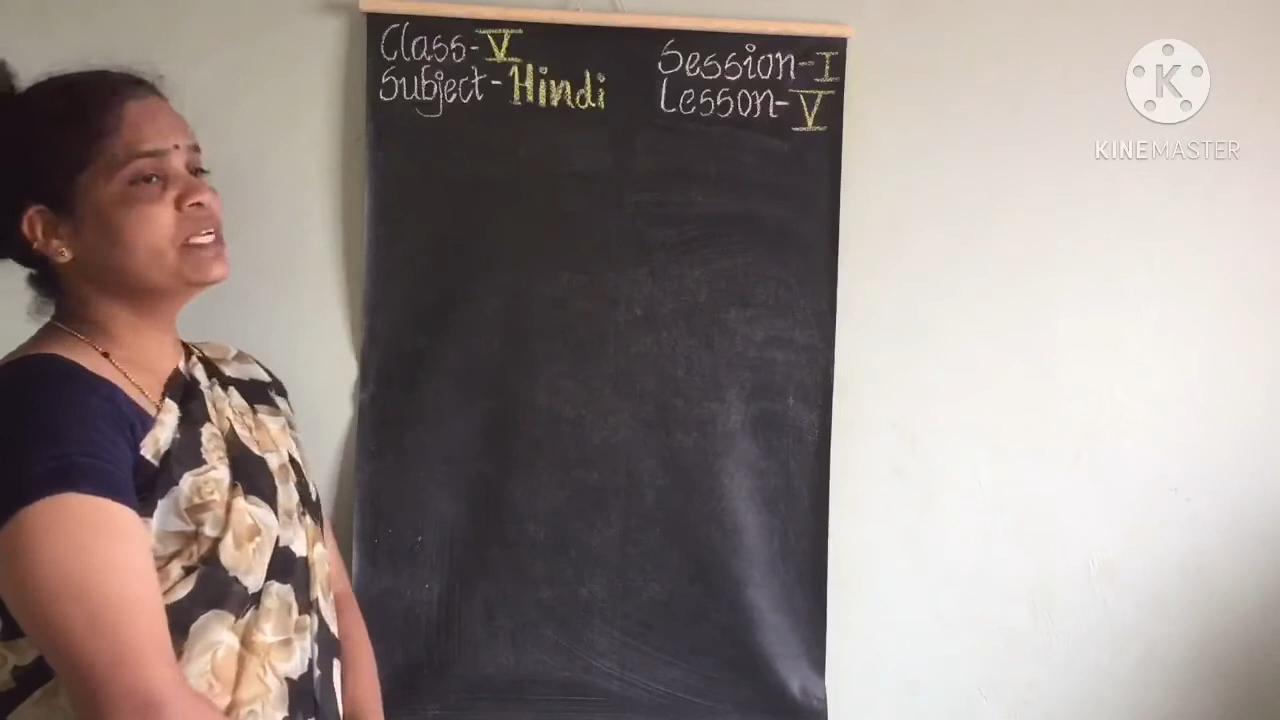 Class-V
Subject-Hindi
Session-I
Lesson-V
K
KINEMASTER